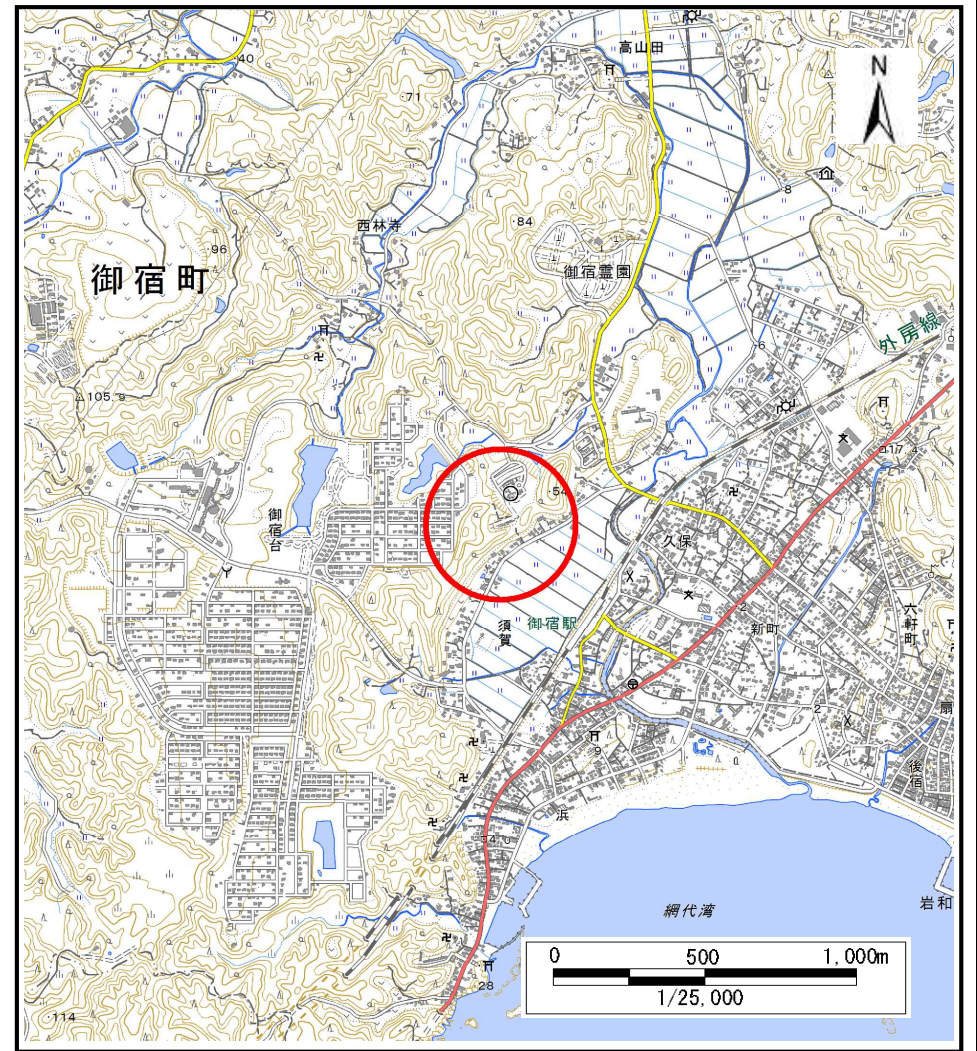 高山田
40
N
71
8
西林寺
84
96
御宿霊園
御宿町
外房線
6
105.9
17.4
54
御宿台
久保
須賀
御宿駅
2
新町
六軒町
2
扇
9
後宿
浜
4.0
岩和
網代湾
0 500 1,000m
1/25,000
28
114